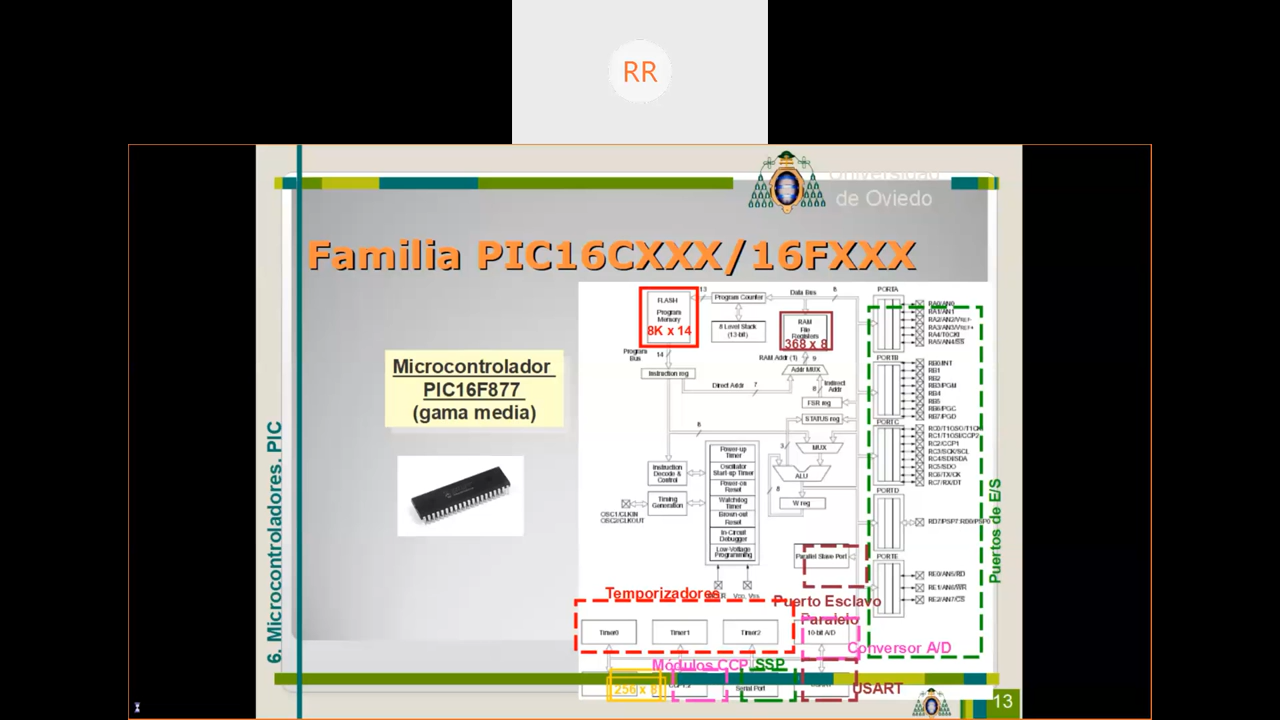 RR
Universidad
de Oviedo
Familia PIC16CXXX/16FXXX
Microcontrolador
PIC16F877
(gama media)
6. Microcontroladores. PIC
FLASH
Program
Memory
8K x 14
13
Program Counter
8 Level Stack
(13-bit)
Data Bus
8
RAM
File
Registers
368 x 8
Program
Bus
14
Instruction reg
RAM Addr (1)
9
Addr MUX
Direct Addr
7
8
Indirect
Addr
FSR reg
STATUS reg
8
3
MUX
ALU
8
W reg
Instruction
Decode &
Control
Timing
Generation
OSC1/CLKIN
OSC2/CLKOUT
Power-up
Timer
Oscillator
Start-up Timer
Power-on
Reset
Watchdog
Timer
Brown-out
Reset
In-Circuit
Debugger
Low-Voltage
Programming
Parallel Slave Port
PORTA
RA0/AN0
RA1/AN1
RA2/AN2/VREF-
RA3/AN3/VREF+
RA4/T0CKI
RA5/AN4/SS
PORTB
RB0/INT
RB1
RB2
RB3/PGM
RB4
RB5
RB6/PGC
RB7/PGD
PORTC
RC0/T1OSO/T1CKI
RC1/T1OSI/CCP2
RC2/CCP1
RC3/SCK/SCL
RC4/SDI/SDA
RC5/SDO
RC6/TX/CK
RC7/RX/DT
PORTD
RD7/PSP7:RD0/PSP0
PORTE
RE0/AN5/RD
RE1/AN6/WR
RE2/AN7/CS
Puertos de E/S
Temporizadores
Puerto Esclavo
Paralelo
Timer0
Timer1
Timer2
10-bit A/D
Conversor A/D
Módulos CCP
SSP
256 x 8
Serial Port
USART
13